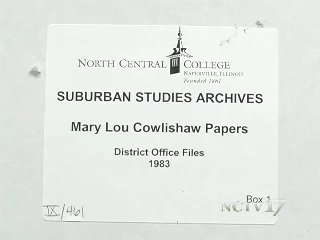 NORTH CENTRAL COLLEGE
NAPERVILLE, ILLINOIS
Founded 1861
SUBURBAN STUDIES ARCHIVES
Mary Lou Cowlishaw Papers
District Office Files
1983
Box 1
NCTV17
IX/461